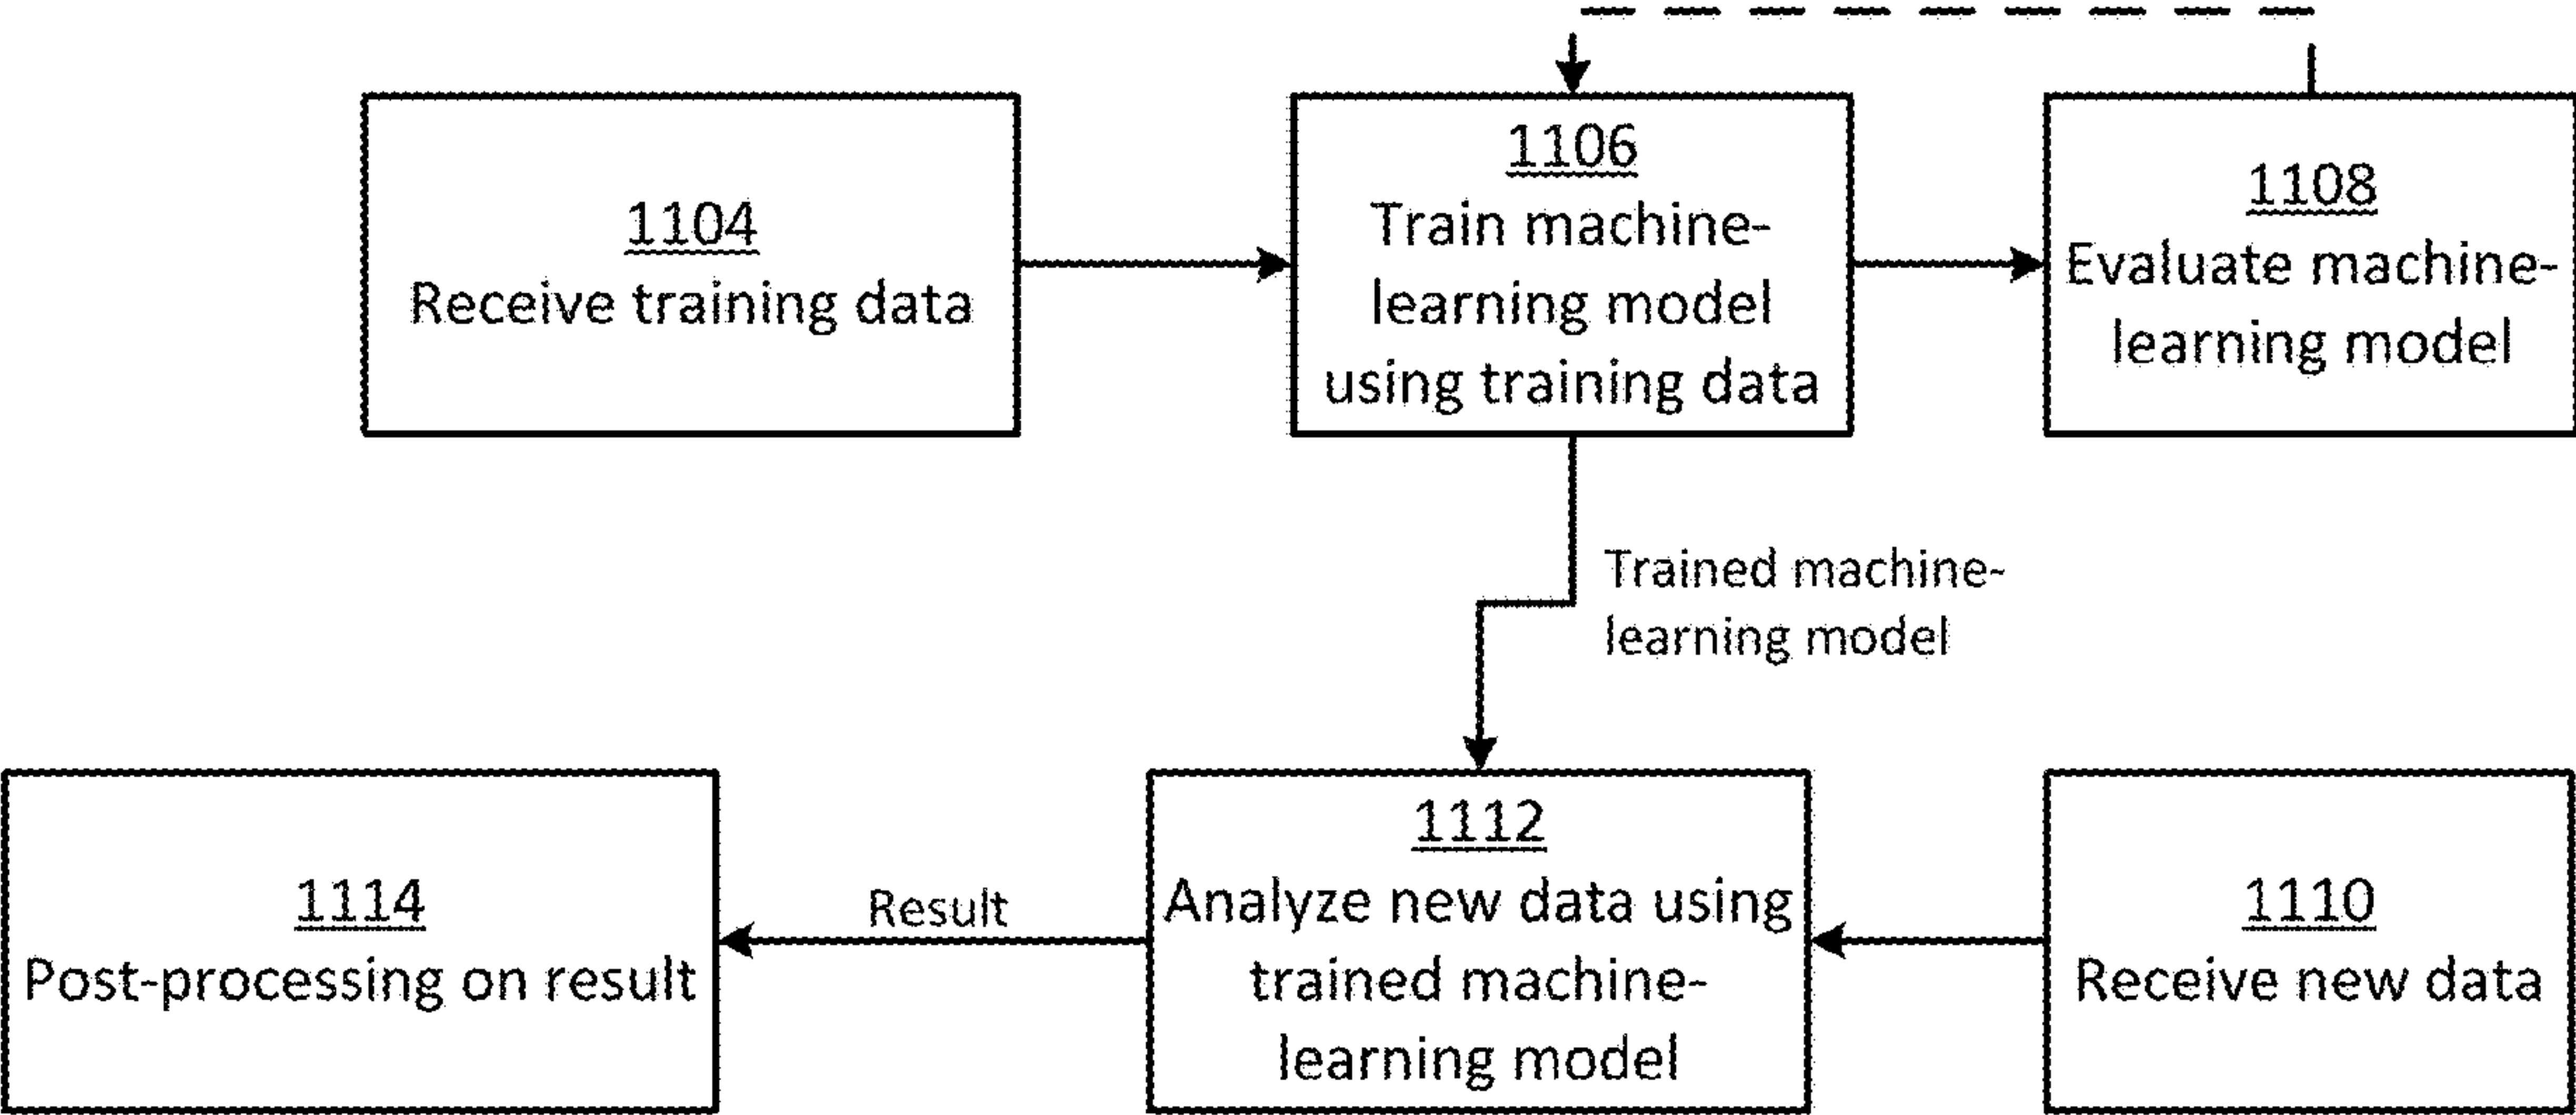 1104
Receive training data
1106
Train machine-
learning model
using training data
1108
Evaluate machine-
learning model
Trained machine-
learning model
1114
Post-processing on result
Result
1112
Analyze new data using
trained machine-
learning model
1110
Receive new data